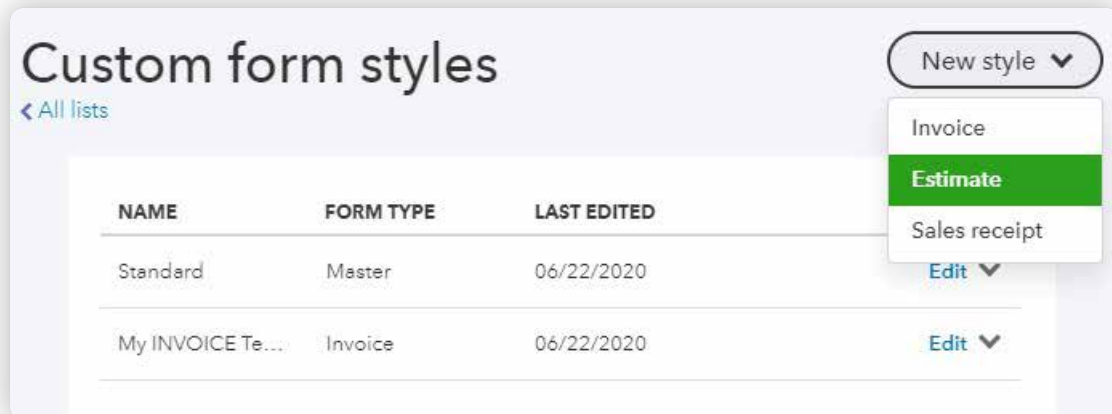 Custom form styles
New style
All lists
Invoice
Estimate
Sales receipt
NAME FORM TYPE LAST EDITED
Standard Master 06/22/2020 Edit
My INVOICE Te... Invoice 06/22/2020 Edit